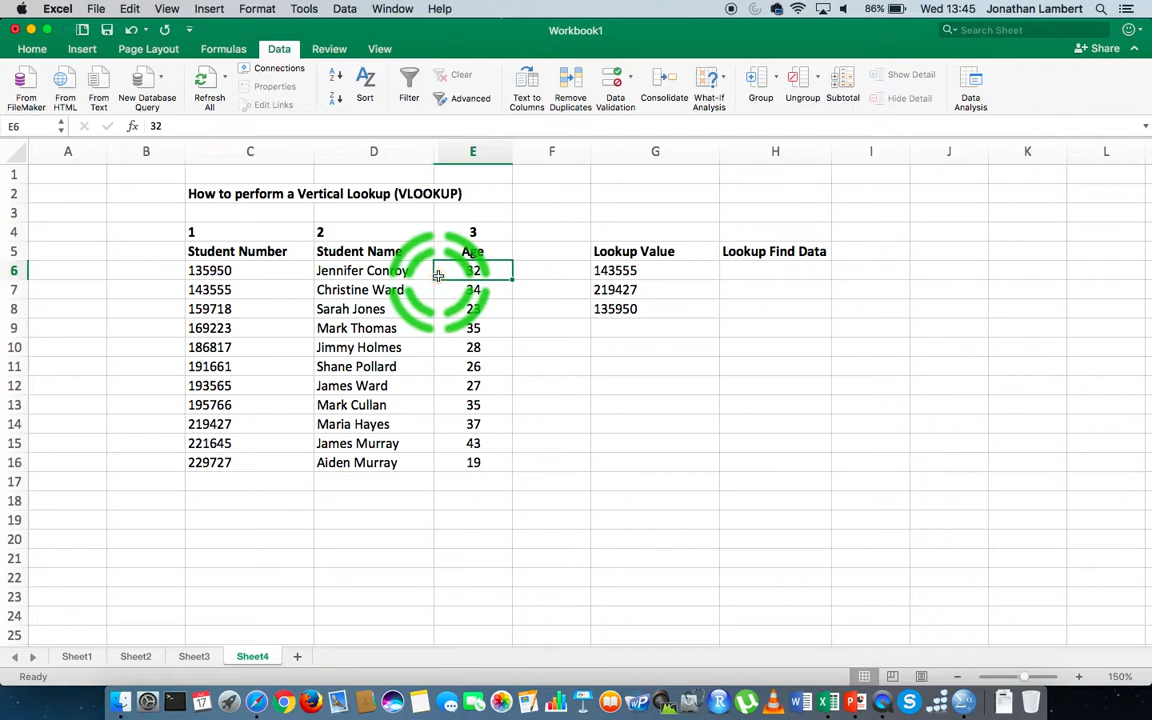 Excel File Edit View Insert Format Tools Data Window Help 86% Wed 13:45 Jonathan Lambert
Workbook1 Search Sheet
Home Insert Page Layout Formulas Data Review View Share
From FileMaker From HTML From Text New Database Query Refresh All Connections Properties Edit Links Sort Filter Clear Advanced Text to Columns Remove Duplicates Data Validation Consolidate What-If Analysis Group Ungroup Subtotal Show Detail Hide Detail Data Analysis
E6 fx 32
A B C D E F G H I J K L
1
2 How to perform a Vertical Lookup (VLOOKUP)
3
4 1 2 3
5 Student Number Student Name Age Lookup Value Lookup Find Data
6 135950 Jennifer Conroy 32 143555
7 143555 Christine Ward 34 219427
8 159718 Sarah Jones 23 135950
9 169223 Mark Thomas 35
10 186817 Jimmy Holmes 28
11 191661 Shane Pollard 26
12 193565 James Ward 27
13 195766 Mark Cullan 35
14 219427 Maria Hayes 37
15 221645 James Murray 43
16 229727 Aiden Murray 19
17
18
19
20
21
22
23
24
25
Sheet1 Sheet2 Sheet3 Sheet4
Ready 150%